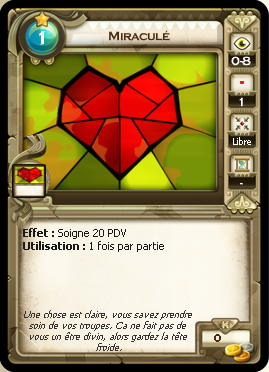 1
MIRACULÉ
0-8
1
Libre
-
Effet : Soigne 20 PDV
Utilisation : 1 fois par partie
Une chose est claire, vous savez prendre
soin de vos troupes. Ca ne fait pas de
vous un être divin, alors gardez la tête
froide.
K
0